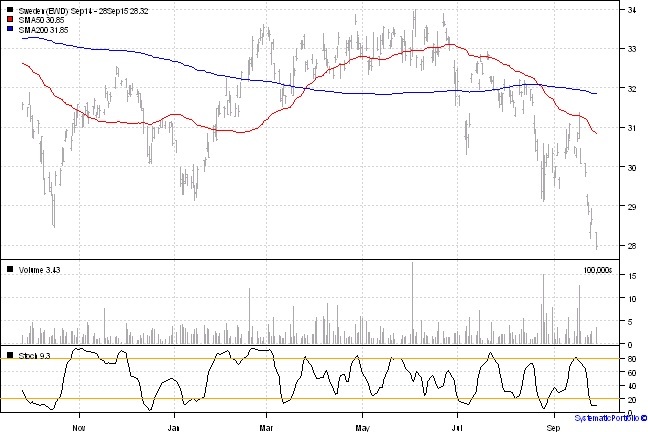 Sweden (EWD) Sep14 - 28Sep15 28.32
SMA50 30.85
SMA200 31.85
34
33
32
31
30
29
28
Volume 3.43
100,000s
15
10
5
0
Stoch 9.3
80
60
40
20
0
Nov Jan Mar May Jul Sep
SystematicPortfolio ©